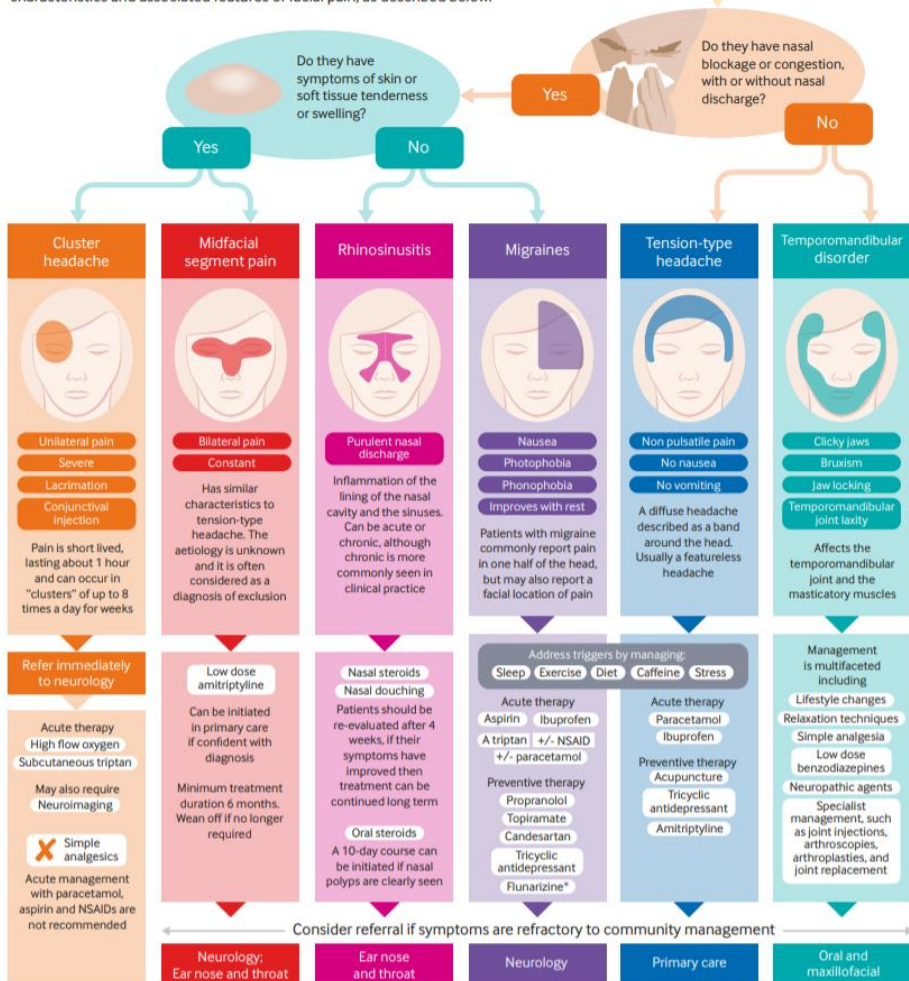 characteristics and associated features of facial pain, as described below.
Do they have
symptoms of skin or
soft tissue tenderness
or swelling?
Yes
No
Yes
Do they have nasal
blockage or congestion,
with or without nasal
discharge?
No
Cluster
headache
Unilateral pain
Severe
Lacrimation
Conjunctival
injection
Pain is short lived,
lasting about 1 hour
and can occur in
"clusters" of up to 8
times a day for weeks
Refer immediately
to neurology
Acute therapy
High flow oxygen
Subcutaneous triptan
May also require
Neuroimaging
Simple
analgesics
Acute management
with paracetamol,
aspirin and NSAIDs are
not recommended
Midfacial
segment pain
Bilateral pain
Constant
Has similar
characteristics to
tension-type
headache. The
aetiology is unknown
and it is often
considered as a
diagnosis of exclusion
Low dose
amitriptyline
Can be initiated
in primary care
if confident with
diagnosis
Minimum treatment
duration 6 months.
Wean off if no longer
required
Rhinosinusitis
Purulent nasal
discharge
Inflammation of the
lining of the nasal
cavity and the sinuses.
Can be acute or
chronic, although
chronic is more
commonly seen in
clinical practice
Nasal steroids
Nasal douching
Patients should be
re-evaluated after 4
weeks, if their
symptoms have
improved then
treatment can be
continued long term
Oral steroids
A 10-day course can
be initiated if nasal
polyps are clearly seen
Migraines
Nausea
Photophobia
Phonophobia
Improves with rest
Patients with migraine
commonly report pain
in one half of the head,
but may also report a
facial location of pain
Address triggers by managing:
Sleep Exercise Diet Caffeine Stress
Acute therapy
Aspirin Ibuprofen
A triptan +/- NSAID
+/- paracetamol
Preventive therapy
Propranolol
Topiramate
Candesartan
Tricyclic
antidepressant
Flunarizine*
Tension-type
headache
Non pulsatile pain
No nausea
No vomiting
A diffuse headache
described as a band
around the head.
Usually a featureless
headache
Acute therapy
Paracetamol
Ibuprofen
Preventive therapy
Acupuncture
Tricyclic
antidepressant
Amitriptyline
Temporomandibular
disorder
Clicky jaws
Bruxism
Jaw locking
Temporomandibular
joint laxity
Affects the
temporomandibular
joint and the
masticatory muscles
Management
is multifaceted
including
Lifestyle changes
Relaxation techniques
Simple analgesia
Low dose
benzodiazepines
Neuropathic agents
Specialist
management, such
as joint injections,
arthroscopies,
arthroplasties, and
joint replacement
Consider referral if symptoms are refractory to community management
Neurology;
Ear nose and throat
Ear nose
and throat
Neurology
Primary care
Oral and
maxillofacial